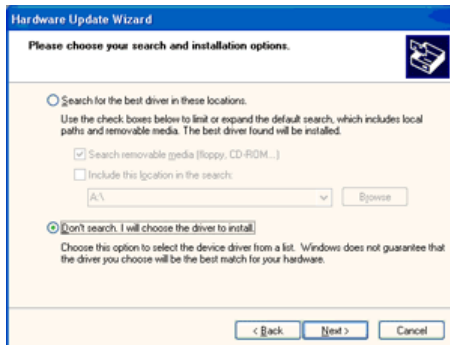 Hardware Update Wizard
Please choose your search and installation options.
Search for the best driver in these locations.
Use the check boxes below to limit or expand the default search, which includes local
paths and removable media. The best driver found will be installed.
Search removable media (floppy, CD-ROM...)
Include this location in the search:
A:\
Browse
Don't search. I will choose the driver to install.
Choose this option to select the device driver from a list. Windows does not guarantee that
the driver you choose will be the best match for your hardware.
< Back Next > Cancel